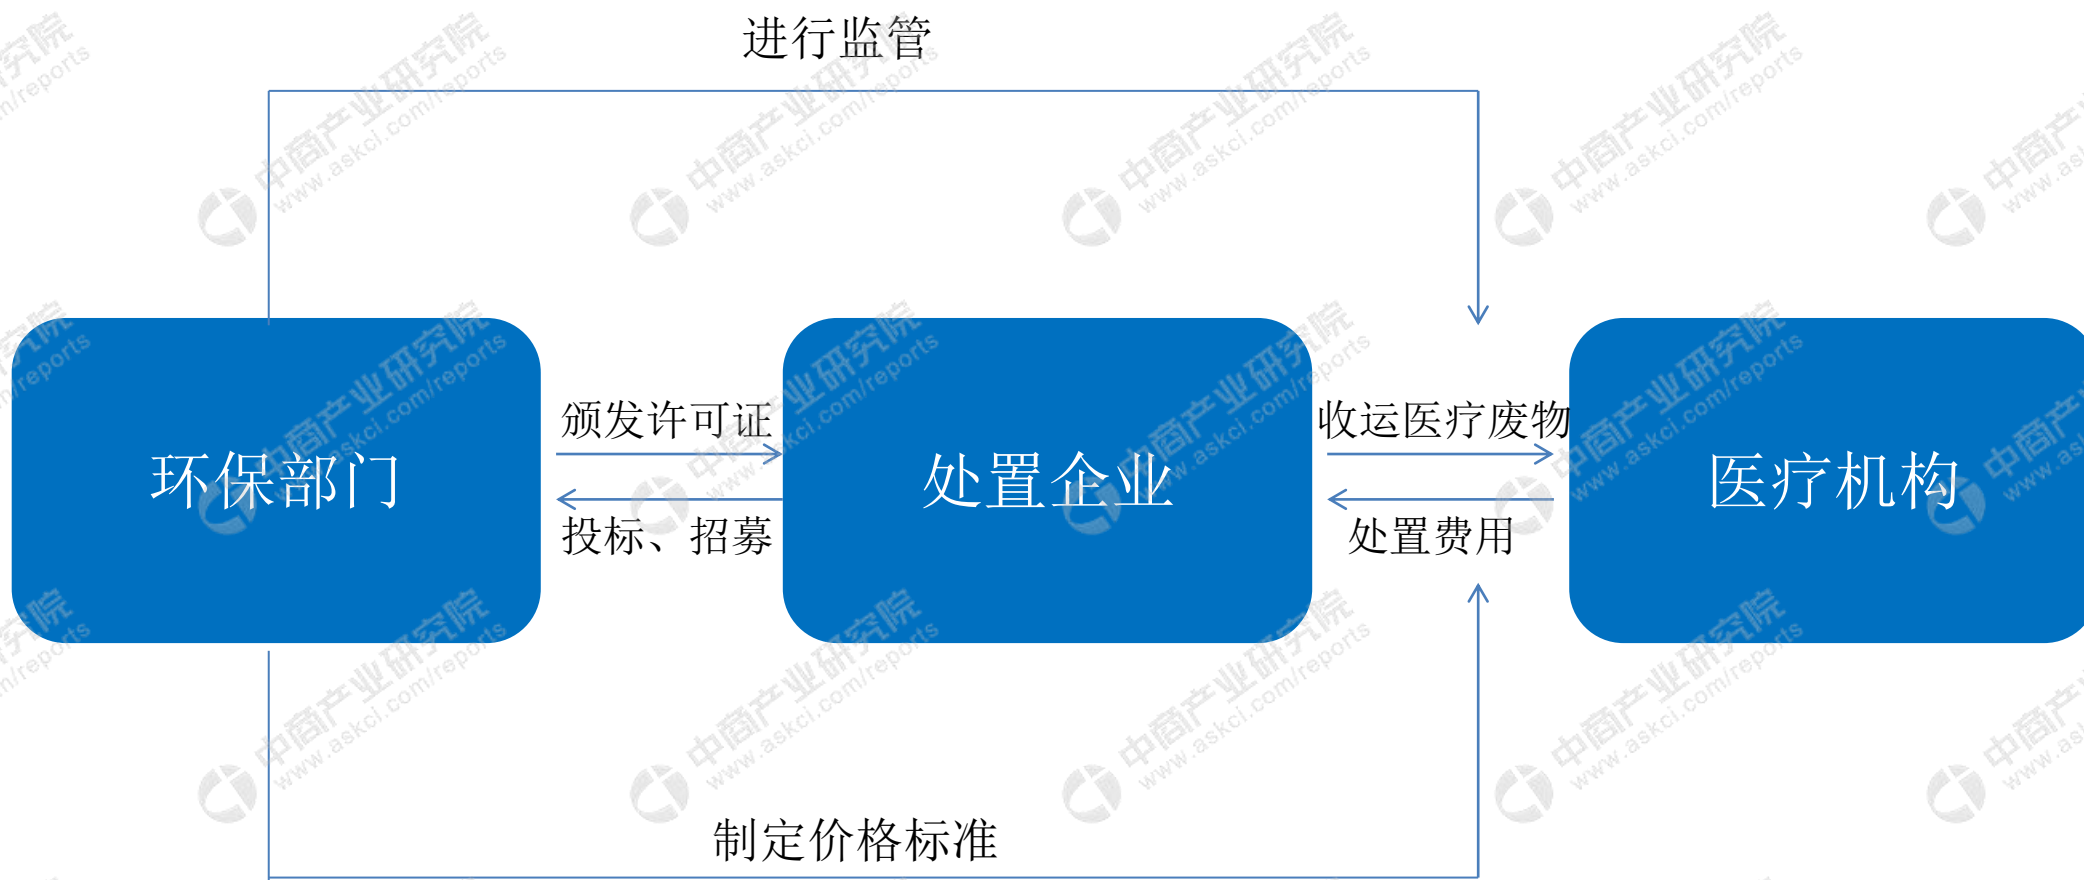 进行监管
颁发许可证
收运医疗废物
环保部门
处置企业
医疗机构
投标、招募
处置费用
制定价格标准
中商产业研究院
www.askci.com/reports